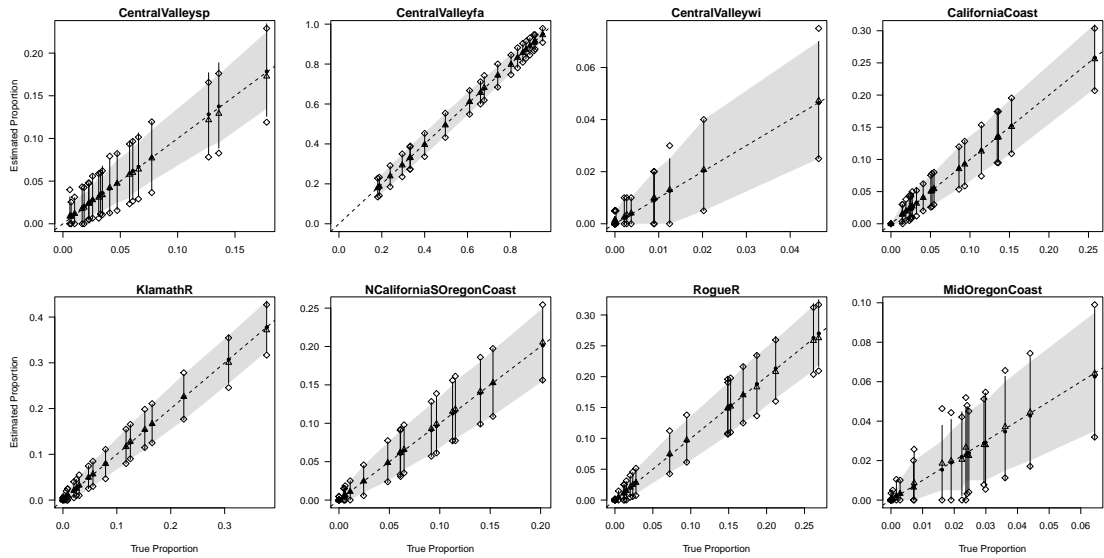 CentralValleysp
CentralValleyfa
CentralValleywi
CaliforniaCoast
Estimated Proportion
0.20
0.15
0.10
0.05
0.00
0.00 0.05 0.10 0.15
1.0
0.8
0.6
0.4
0.2
0.0
0.0 0.2 0.4 0.6 0.8
0.08
0.06
0.04
0.02
0.00
0.00 0.01 0.02 0.03 0.04
0.30
0.25
0.20
0.15
0.10
0.05
0.00
0.00 0.05 0.10 0.15 0.20 0.25
KlamathR
NCaliforniaSOregonCoast
RogueR
MidOregonCoast
Estimated Proportion
0.4
0.3
0.2
0.1
0.0
0.0 0.1 0.2 0.3
True Proportion
0.25
0.20
0.15
0.10
0.05
0.00
0.00 0.05 0.10 0.15 0.20
True Proportion
0.30
0.25
0.20
0.15
0.10
0.05
0.00
0.00 0.05 0.10 0.15 0.20 0.25
True Proportion
0.10
0.08
0.06
0.04
0.02
0.00
0.00 0.01 0.02 0.03 0.04 0.05 0.06
True Proportion